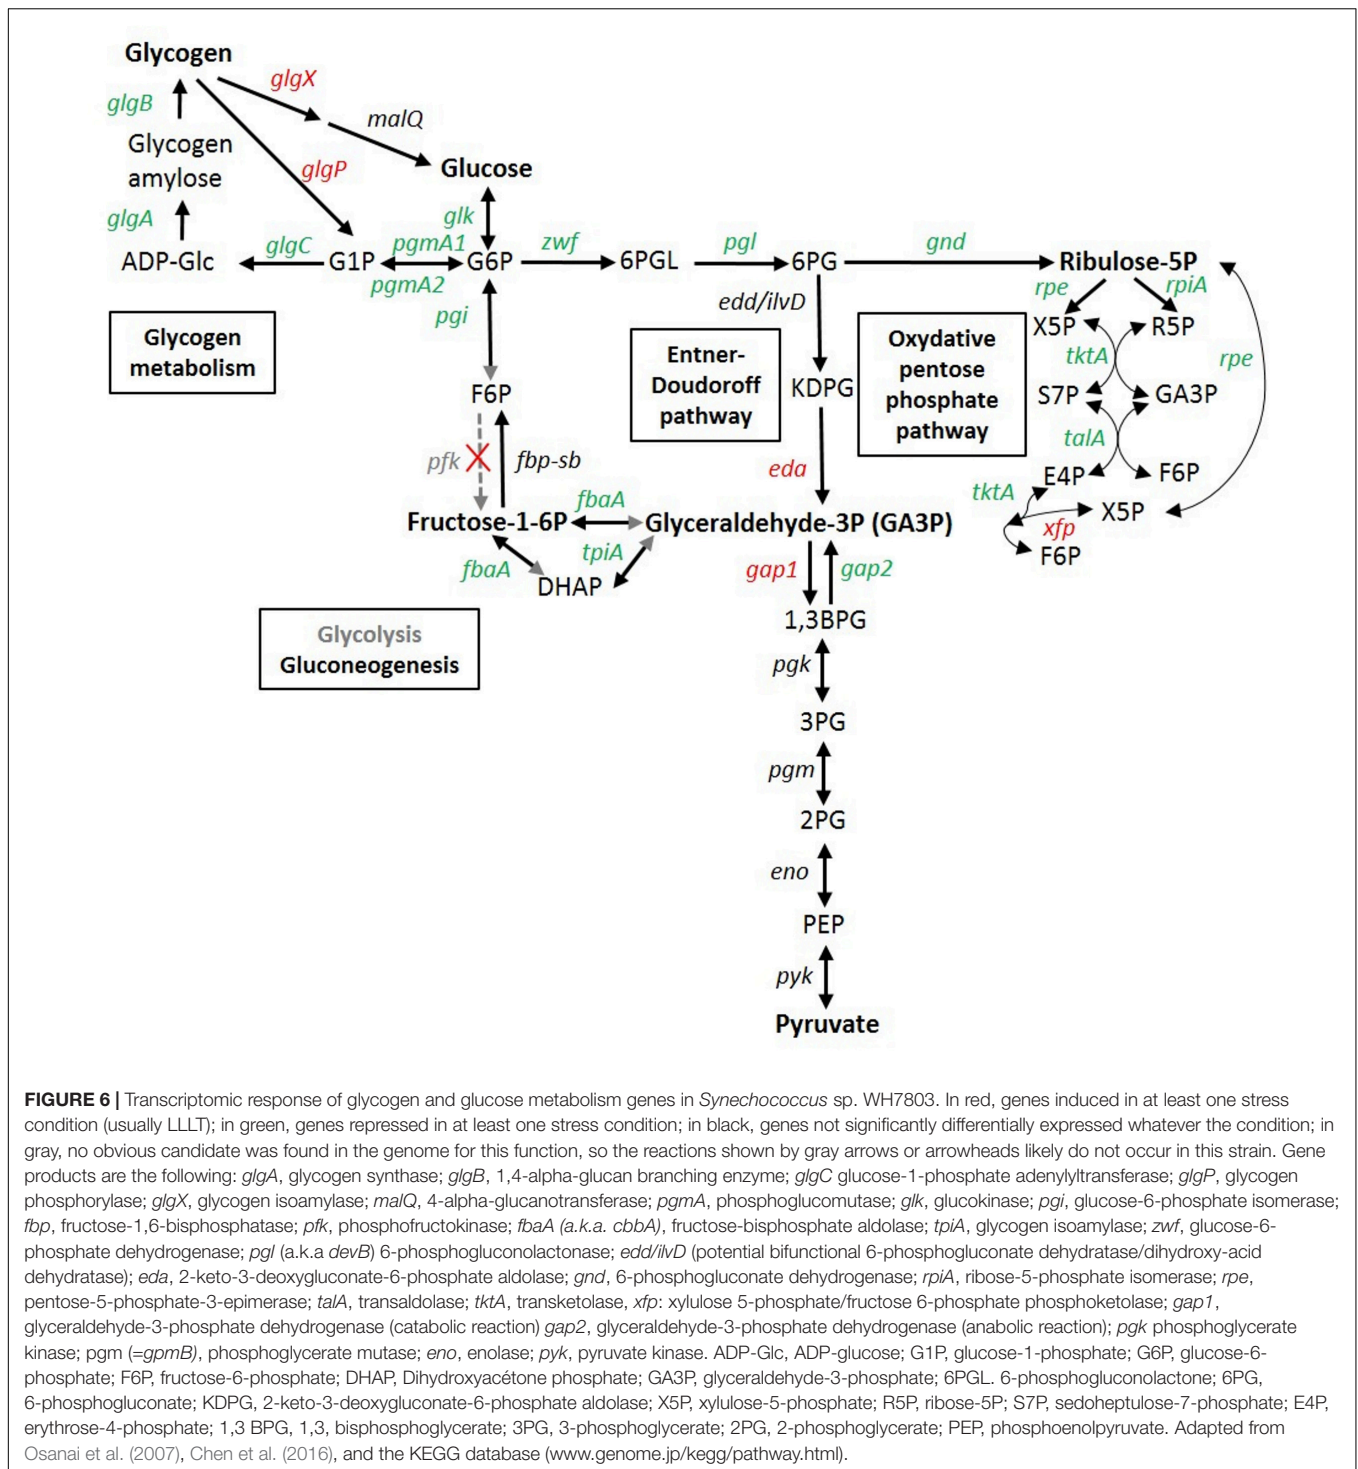 Glycogen
glgX
glgB
malQ
Glycogen
amylose
glgP
Glucose
glgA
glk
ADP-Glc
glgC
G1P
pgmA1
pgmA2
G6P
zwf
6PGL
pgl
6PG
gnd
Ribulose-5P
rpe
rpiA
pgi
edd/ilvD
X5P
R5P
Glycogen
metabolism
Entner-
Doudoroff
pathway
Oxydative
pentose
phosphate
pathway
tktA
rpe
F6P
KDPG
S7P
GA3P
talA
pfk
fbp-sb
eda
E4P
F6P
tktA
fbaA
Fructose-1-6P
Glyceraldehyde-3P (GA3P)
X5P
xfp
F6P
tpiA
fbaA
DHAP
gap1
gap2
1,3BPG
Glycolysis
Gluconeogenesis
pgk
3PG
pgm
2PG
eno
PEP
pyk
Pyruvate
FIGURE 6 | Transcriptomic response of glycogen and glucose metabolism genes in Synechococcus sp. WH7803. In red, genes induced in at least one stress
condition (usually LLLT); in green, genes repressed in at least one stress condition; in black, genes not significantly differentially expressed whatever the condition; in
gray, no obvious candidate was found in the genome for this function, so the reactions shown by gray arrows or arrowheads likely do not occur in this strain. Gene
products are the following: glgA, glycogen synthase; glgB, 1,4-alpha-glucan branching enzyme; glgC glucose-1-phosphate adenylyltransferase; glgP, glycogen
phosphorylase; glgX, glycogen isoamylase; malQ, 4-alpha-glucanotransferase; pgmA, phosphoglucomutase; glk, glucokinase; pgi, glucose-6-phosphate isomerase;
fbp, fructose-1,6-bisphosphatase; pfk, phosphofructokinase; fbaA (a.k.a. cbbA), fructose-bisphosphate aldolase; tpiA, glycogen isoamylase; zwf, glucose-6-
phosphate dehydrogenase; pgl (a.k.a devB) 6-phosphogluconolactonase; edd/ilvD (potential bifunctional 6-phosphogluconate dehydratase/dihydroxy-acid
dehydratase); eda, 2-keto-3-deoxygluconate-6-phosphate aldolase; gnd, 6-phosphogluconate dehydrogenase; rpiA, ribose-5-phosphate isomerase; rpe,
pentose-5-phosphate-3-epimerase; talA, transaldolase; tktA, transketolase, xfp: xylulose 5-phosphate/fructose 6-phosphate phosphoketolase; gap1,
glyceraldehyde-3-phosphate dehydrogenase (catabolic reaction) gap2, glyceraldehyde-3-phosphate dehydrogenase (anabolic reaction); pgk phosphoglycerate
kinase; pgm (=gpmB), phosphoglycerate mutase; eno, enolase; pyk, pyruvate kinase. ADP-Glc, ADP-glucose; G1P, glucose-1-phosphate; G6P, glucose-6-
phosphate; F6P, fructose-6-phosphate; DHAP, Dihydroxyacétone phosphate; GA3P, glyceraldehyde-3-phosphate; 6PGL. 6-phosphogluconolactone; 6PG,
6-phosphogluconate; KDPG, 2-keto-3-deoxygluconate-6-phosphate aldolase; X5P, xylulose-5-phosphate; R5P, ribose-5P; S7P, sedoheptulose-7-phosphate; E4P,
erythrose-4-phosphate; 1,3 BPG, 1,3, bisphosphoglycerate; 3PG, 3-phosphoglycerate; 2PG, 2-phosphoglycerate; PEP, phosphoenolpyruvate. Adapted from
Osanai et al. (2007), Chen et al. (2016), and the KEGG database (www.genome.jp/kegg/pathway.html).